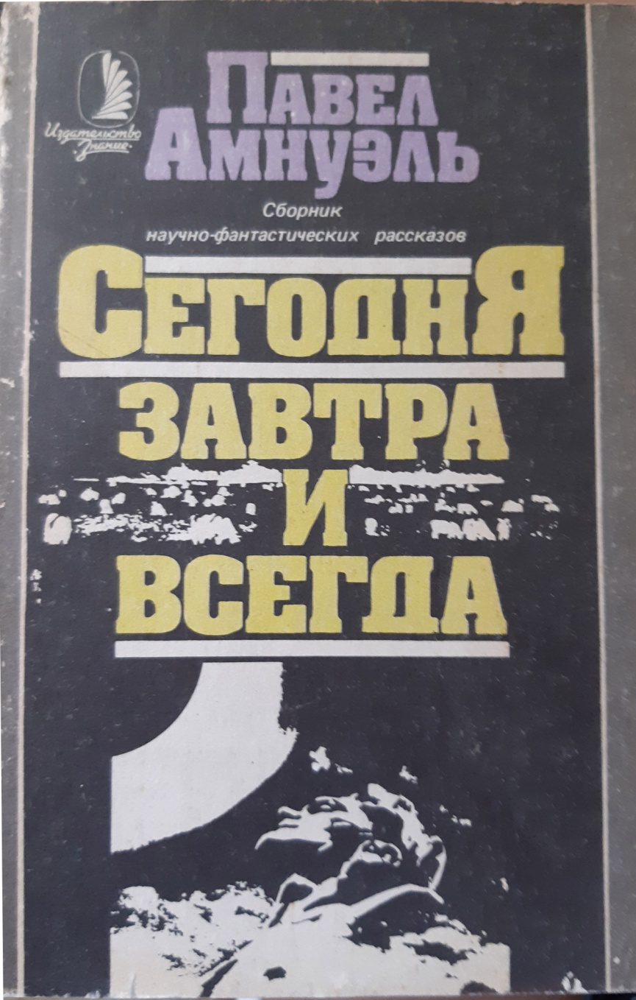 Издательство
·Знание·
Павел
Амнуэль
Сборник
научно-фантастических рассказов
Сегодня
завтра
и
всегда